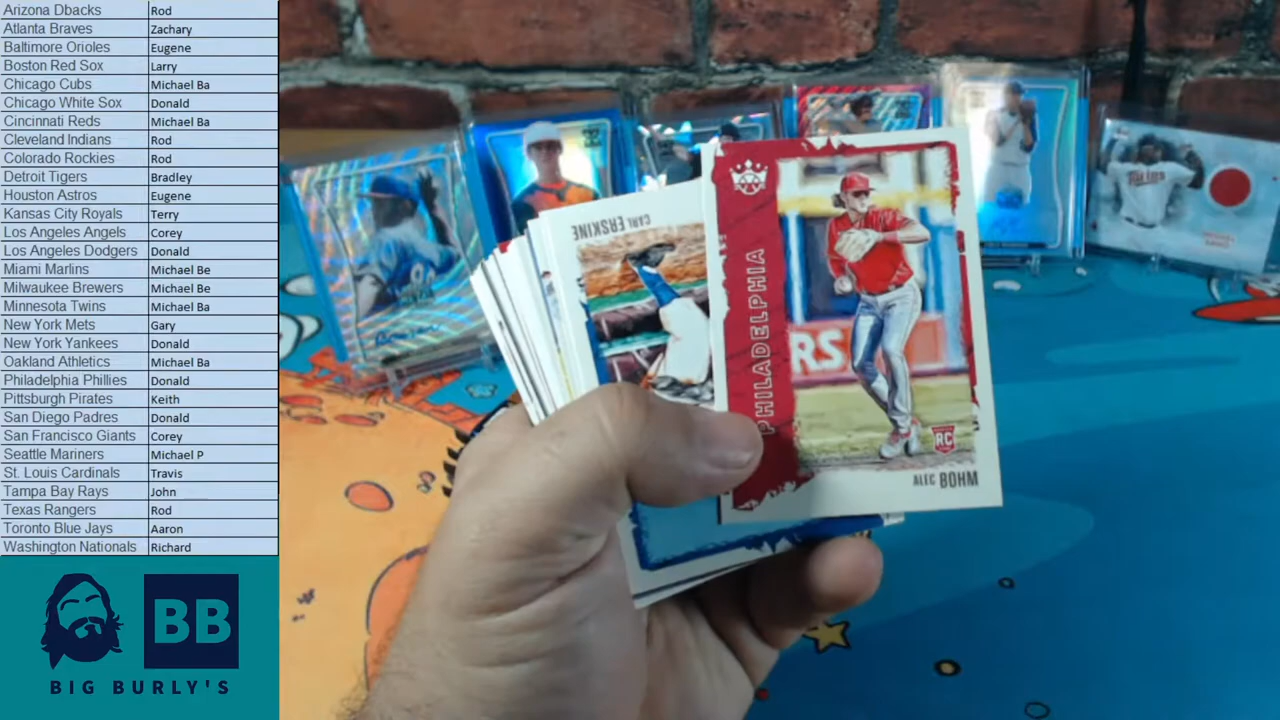 Arizona Dbacks Rod
Atlanta Braves Zachary
Baltimore Orioles Eugene
Boston Red Sox Larry
Chicago Cubs Michael Ba
Chicago White Sox Donald
Cincinnati Reds Michael Ba
Cleveland Indians Rod
Colorado Rockies Rod
Detroit Tigers Bradley
Houston Astros Eugene
Kansas City Royals Terry
Los Angeles Angels Corey
Los Angeles Dodgers Donald
Miami Marlins Michael Be
Milwaukee Brewers Michael Be
Minnesota Twins Michael Ba
New York Mets Gary
New York Yankees Donald
Oakland Athletics Michael Ba
Philadelphia Phillies Donald
Pittsburgh Pirates Keith
San Diego Padres Donald
San Francisco Giants Corey
Seattle Mariners Michael P
St. Louis Cardinals Travis
Tampa Bay Rays John
Texas Rangers Rod
Toronto Blue Jays Aaron
Washington Nationals Richard
BB
BIG BURLY'S
CARL ERSKINE
PHILADELPHIA
RS
RC
ALEC BOHM
Twins